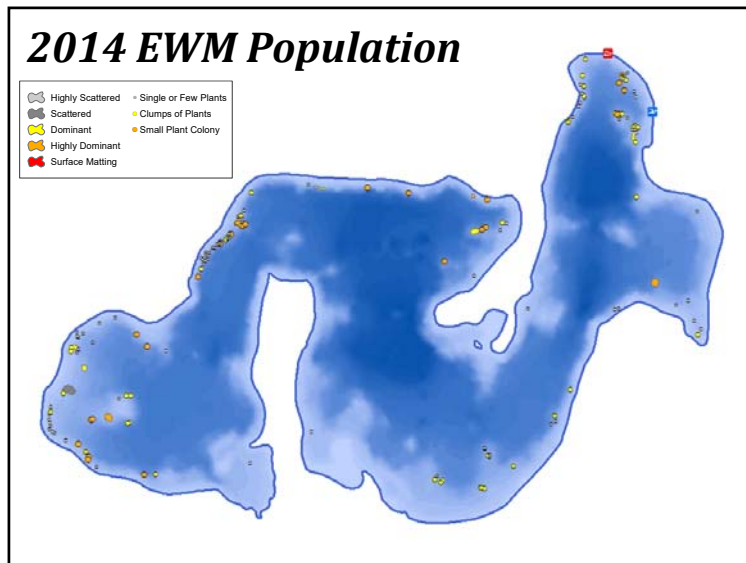 2014 EWM Population
Highly Scattered
Scattered
Dominant
Highly Dominant
Surface Matting
Single or Few Plants
Clumps of Plants
Small Plant Colony